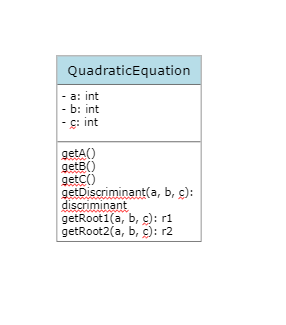 QuadraticEquation
- a: int
- b: int
- c: int
getA()
getB()
getC()
getDiscriminant(a, b, c):
discriminant
getRoot1(a, b, c): r1
getRoot2(a, b, c): r2